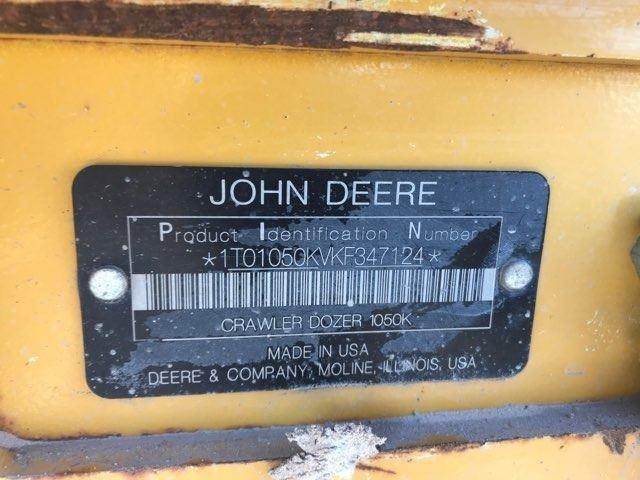 JOHN DEERE
Product Identification Number
*1T01050KVKF347124*
CRAWLER DOZER 1050K
MADE IN USA
DEERE & COMPANY, MOLINE, ILLINOIS, USA